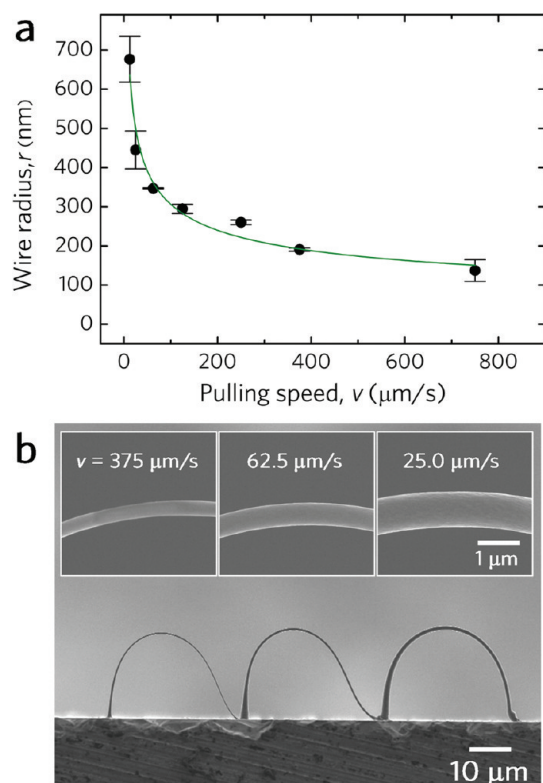 a
700
600
500
400
300
200
100
0
Wire radius, r (nm)
0 200 400 600 800
Pulling speed, v (μm/s)
b
v = 375 μm/s 62.5 μm/s 25.0 μm/s
1 μm
10 μm